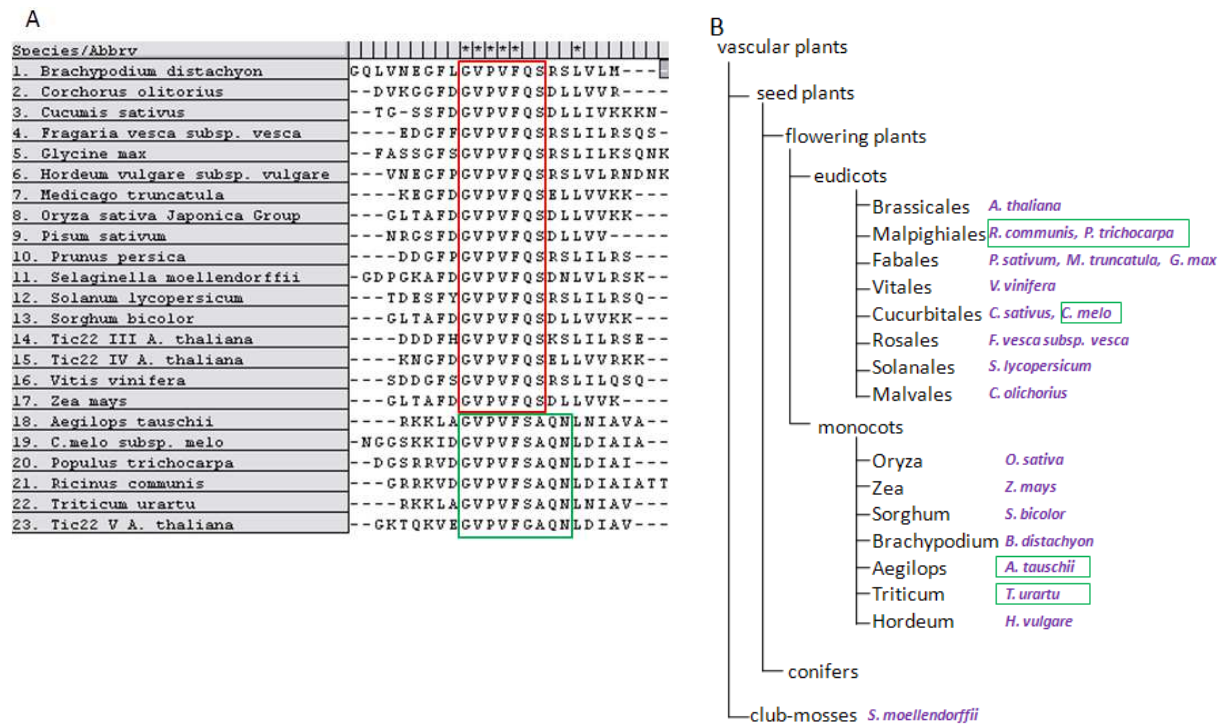 A
Species/Abbrv * * * * * *
1. Brachypodium distachyon GQLVNEGFLGVPVFQSRSLVLM----
2. Corchorus olitorius --DVKGGFDGVPVFQSDLLVVR----
3. Cucumis sativus --TG-SSFDGVPVFQSDLLIVKKKN-
4. Fragaria vesca subsp. vesca ----EDGFFGVPVFQSRSLILRSQS-
5. Glycine max --FASSGFSGVPVFQSRSLILKSQNK
6. Hordeum vulgare subsp. vulgare ---VNEGFPGVPVFQSRSLVLRNDNK
7. Medicago truncatula ----KEGFDGVPVFQSELLVVKK---
8. Oryza sativa Japonica Group ---GLTAFDGVPVFQSDLLVVKK---
9. Pisum sativum ---NRGSFDGVPVFQSDLLVV-----
10. Prunus persica ----DDGFPGVPVFQSRSLILRS---
11. Selaginella moellendorffii -GDPGKAFDGVPVFQSDNLVLRSK--
12. Solanum lycopersicum ---TDESFYGVPVFQSRSLILRSQ--
13. Sorghum bicolor ---GLTAFDGVPVFQSDLLVVKK---
14. Tic22 III A. thaliana ----DDDFHGVPVFQSKSLILRSE--
15. Tic22 IV A. thaliana ----KNGFDGVPVFQSELLVVRKK--
16. Vitis vinifera ---SDDGFSGVPVFQSRSLILQSQ--
17. Zea mays ---GLTAFDGVPVFQSDLLVVK----
18. Aegilops tauschii ----RKKLAGVPVFSAQNLNIAVA--
19. C.melo subsp. melo -NGGSKKIDGVPVFSAQNLDIAIA--
20. Populus trichocarpa --DGSRRVDGVPVFSAQNLDIAI---
21. Ricinus communis ---GRRKVDGVPVFSAQNLDIAIATT
22. Triticum urartu ----RKKLAGVPVFSAQNLNIAV---
23. Tic22 V A. thaliana --GKTQKVEGVPVFGAQNLDIAV---
B
vascular plants
seed plants
flowering plants
eudicots
Brassicales A. thaliana
Malpighiales R. communis, P. trichocarpa
Fabales P. sativum, M. truncatula, G. max
Vitales V. vinifera
Cucurbitales C. sativus, C. melo
Rosales F. vesca subsp. vesca
Solanales S. lycopersicum
Malvales C. olichorius
monocots
Oryza O. sativa
Zea Z. mays
Sorghum S. bicolor
Brachypodium B. distachyon
Aegilops A. tauschii
Triticum T. urartu
Hordeum H. vulgare
conifers
club-mosses S. moellendorffii